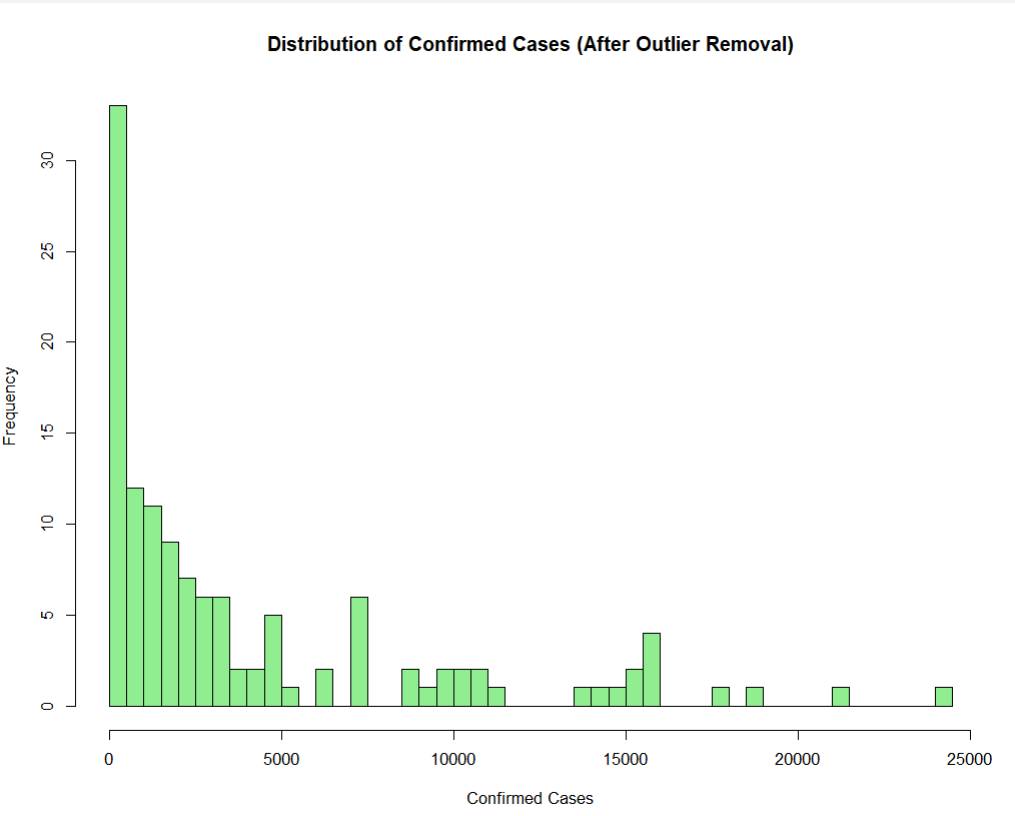 Distribution of Confirmed Cases (After Outlier Removal)
Frequency
30
25
20
15
10
5
0
0 5000 10000 15000 20000 25000
Confirmed Cases